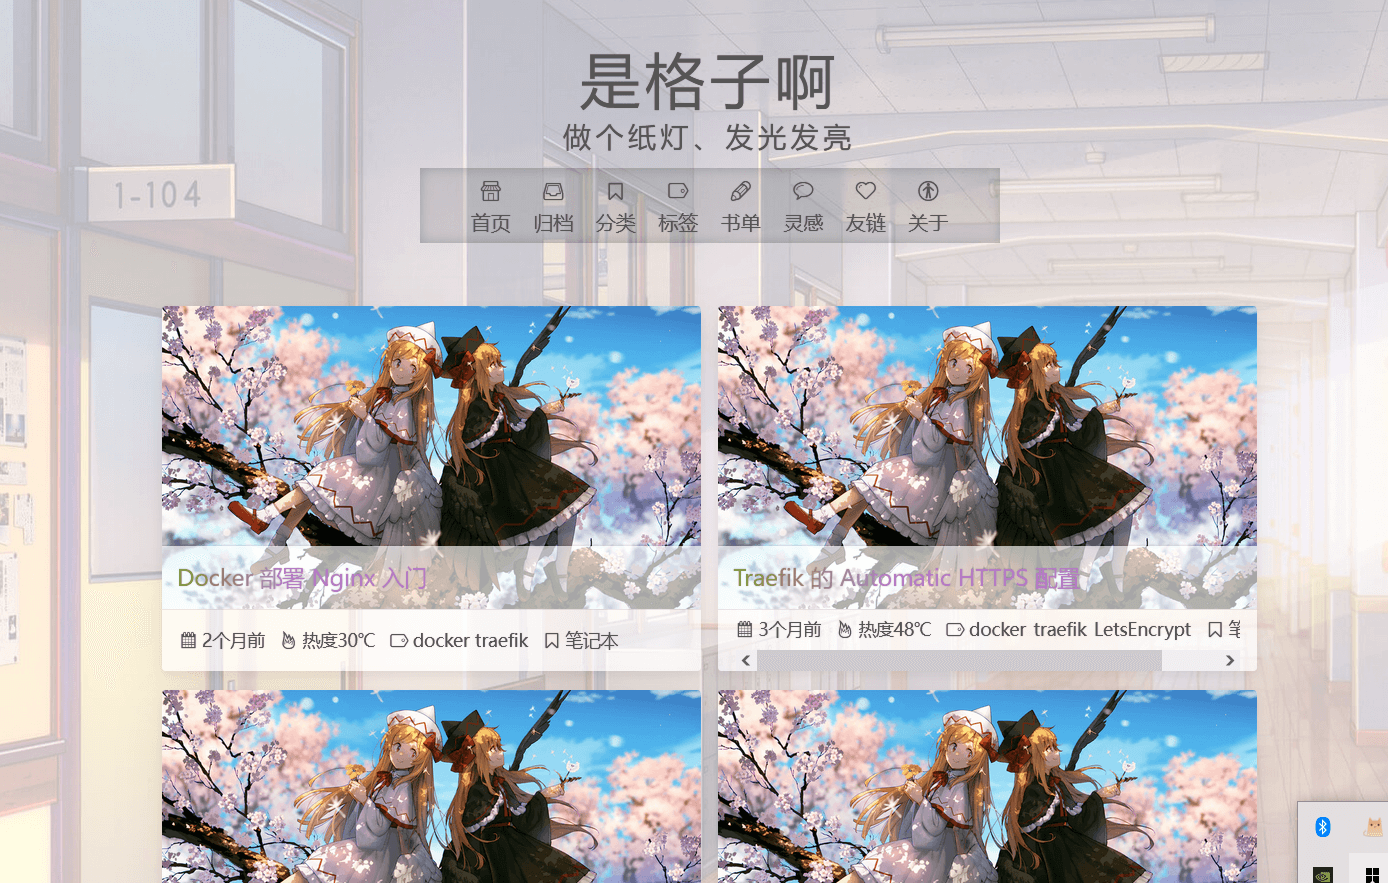 是格子啊
做个纸灯、发光发亮
1-104
首页 归档 分类 标签 书单 灵感 友链 关于
Docker 部署 Nginx 入门
Traefik 的 Automatic HTTPS 配置
2个月前 热度30℃ docker traefik 笔记本
3个月前 热度48℃ docker traefik LetsEncrypt